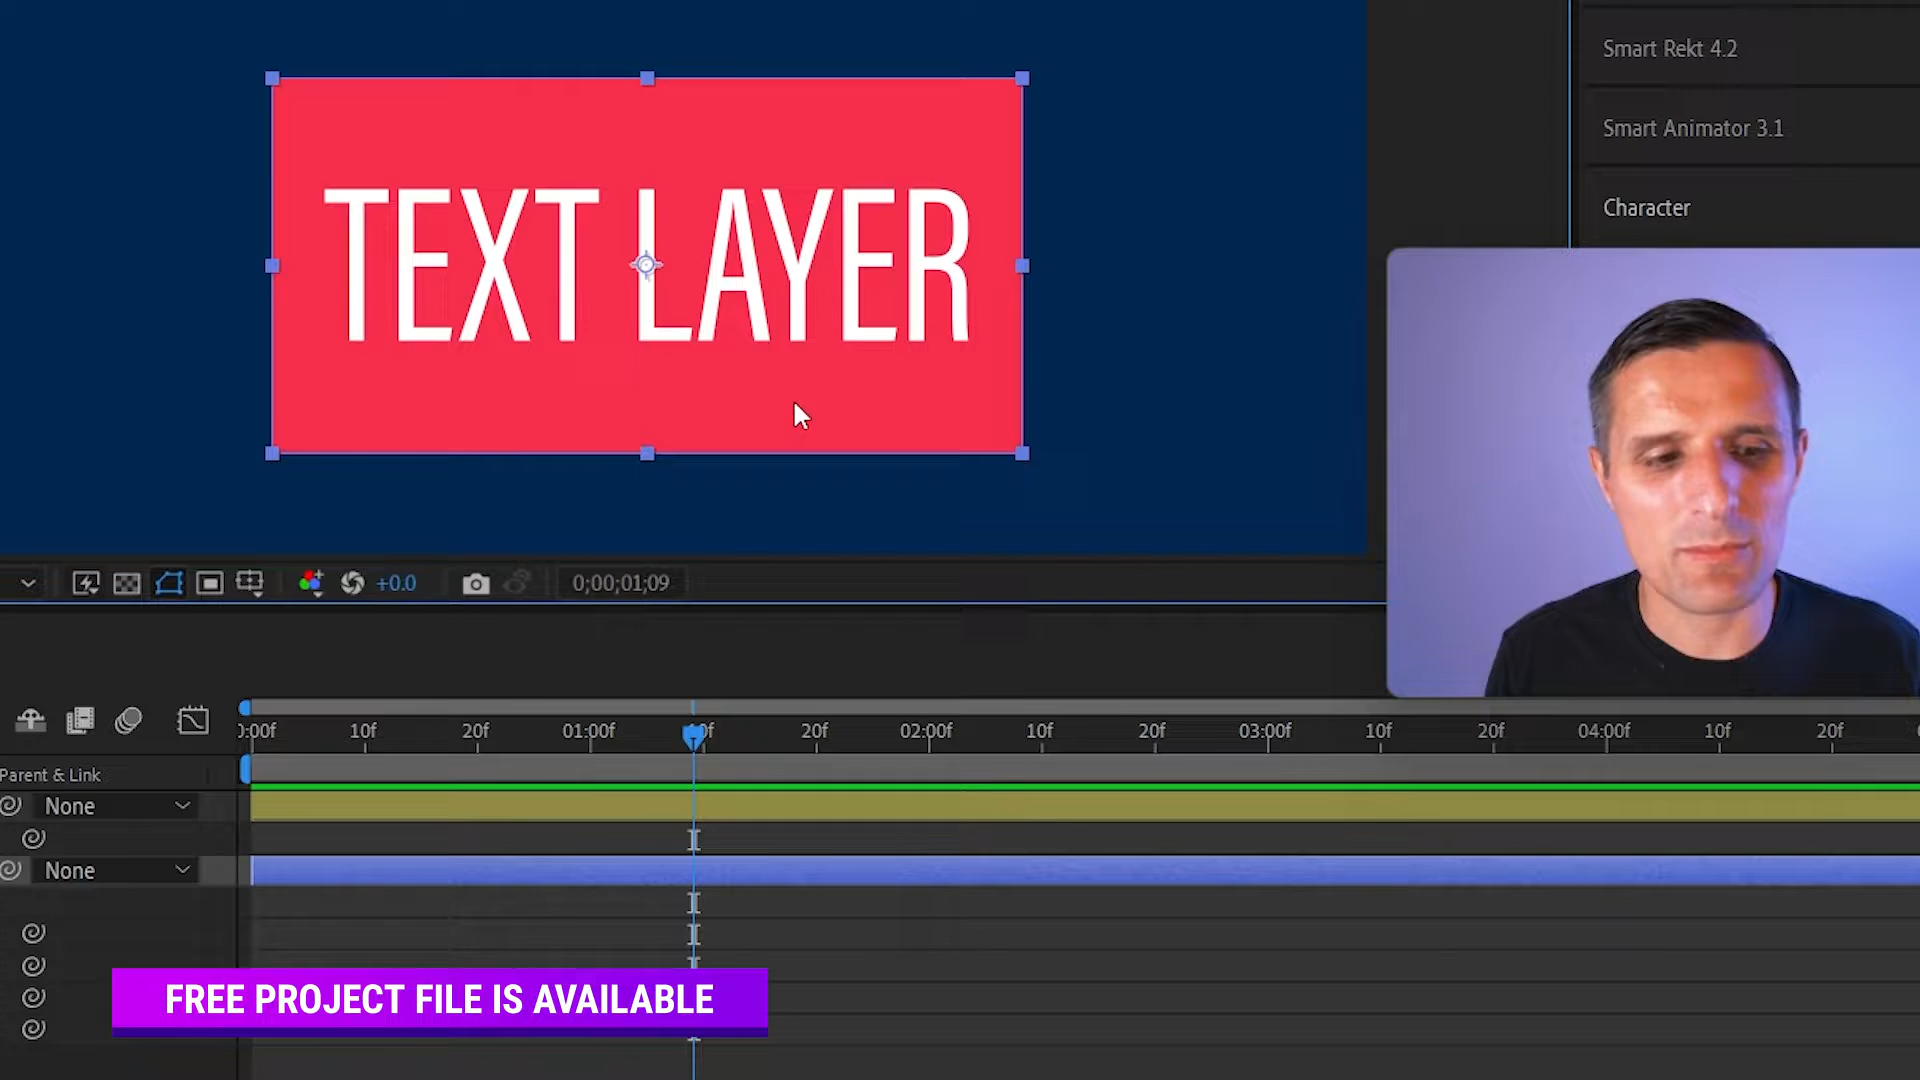 Smart Rekt 4.2
Smart Animator 3.1
Character
TEXT LAYER
+0.0
0;00;01;09
0:00f 10f 20f 01:00f 20f 02:00f 10f 20f 03:00f 10f 20f 04:00f 10f 20f
Parent & Link
None
None
FREE PROJECT FILE IS AVAILABLE